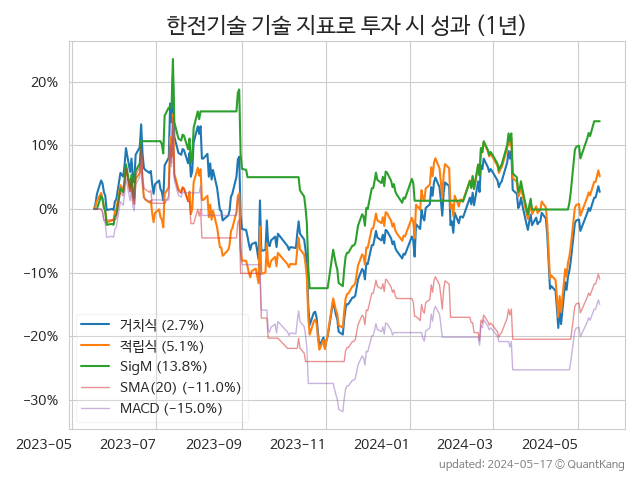 한전기술 기술 지표로 투자 시 성과 (1년)
20%
10%
0%
−10%
−20%
−30%
거치식 (2.7%)
적립식 (5.1%)
SigM (13.8%)
SMA(20) (−11.0%)
MACD (−15.0%)
2023-05 2023-07 2023-09 2023-11 2024-01 2024-03 2024-05
updated: 2024-05-17 © QuantKang